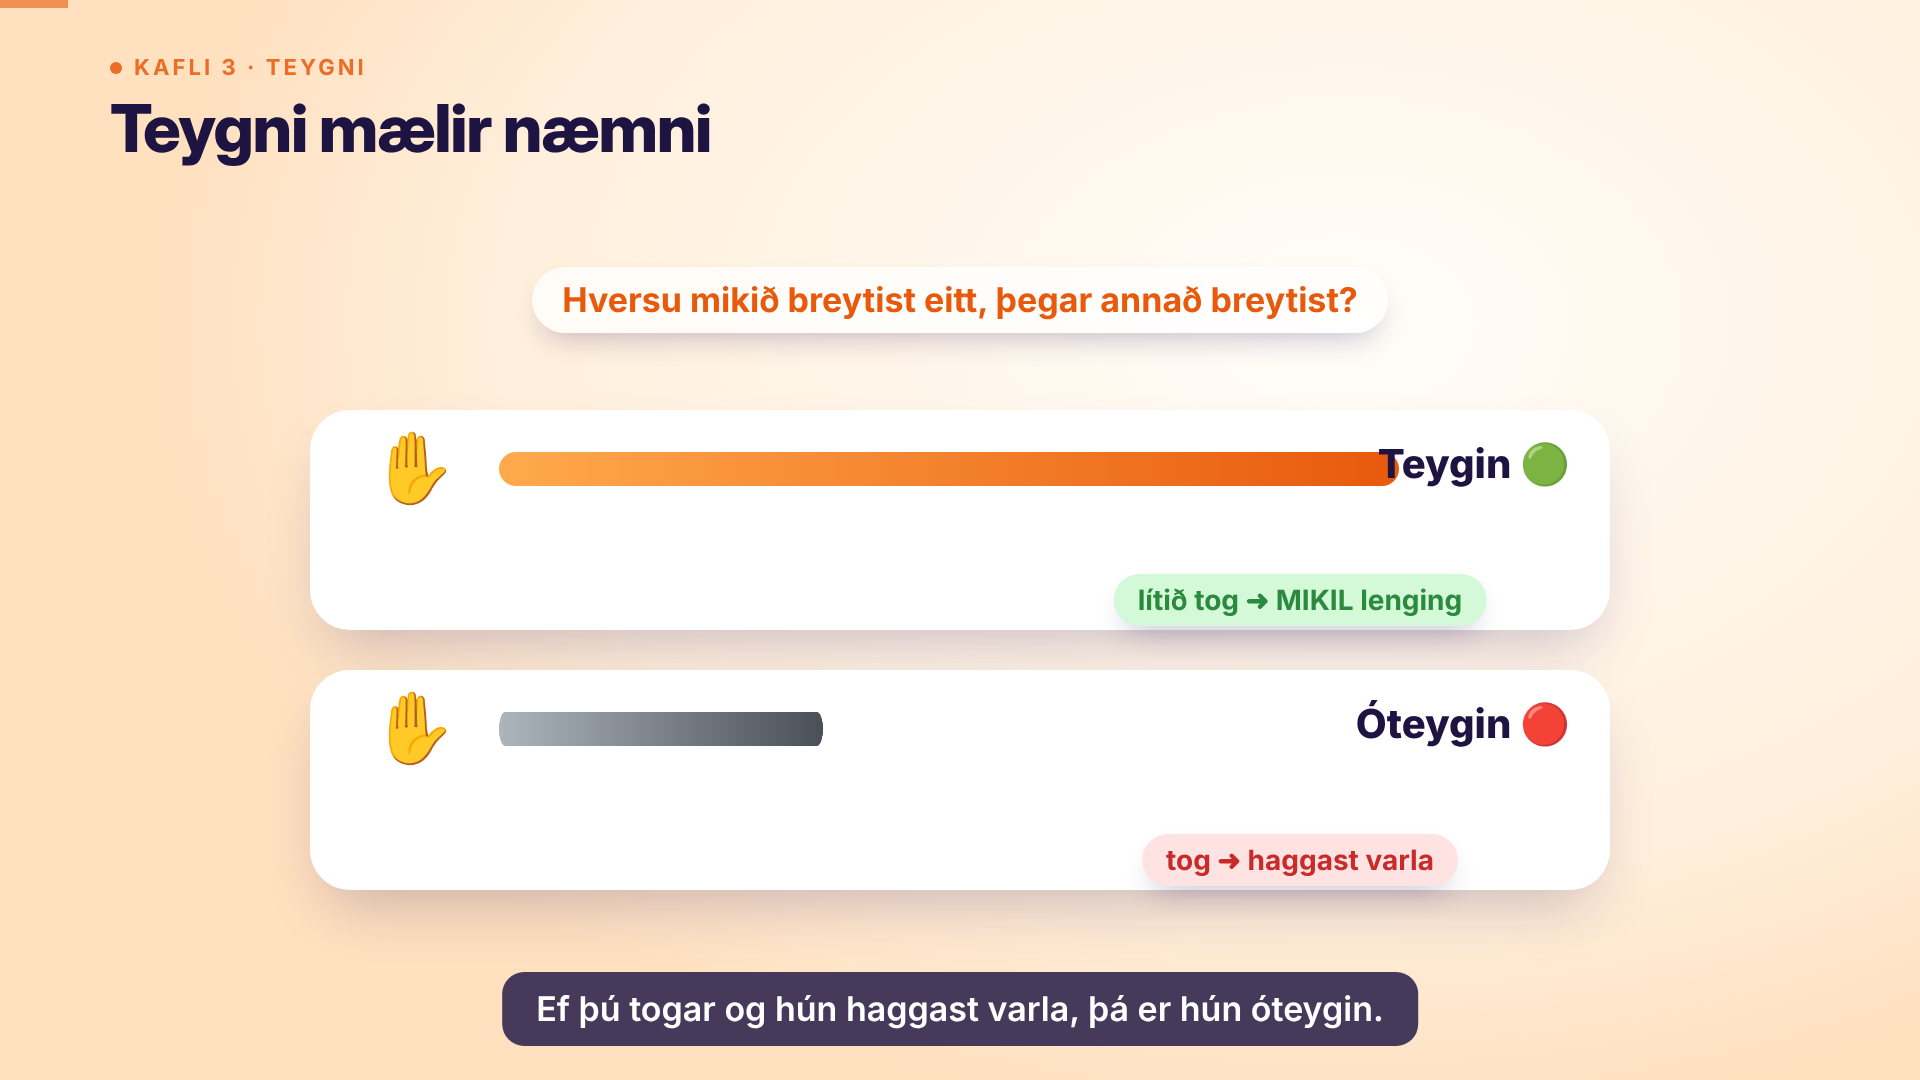 KAFLI 3 · TEYGNI
Teygni mælir næmni
Hversu mikið breytist eitt, þegar annað breytist?
Teygin
lítið tog ➜ MIKIL lenging
Óteygin
tog ➜ haggast varla
Ef þú togar og hún haggast varla, þá er hún óteygin.